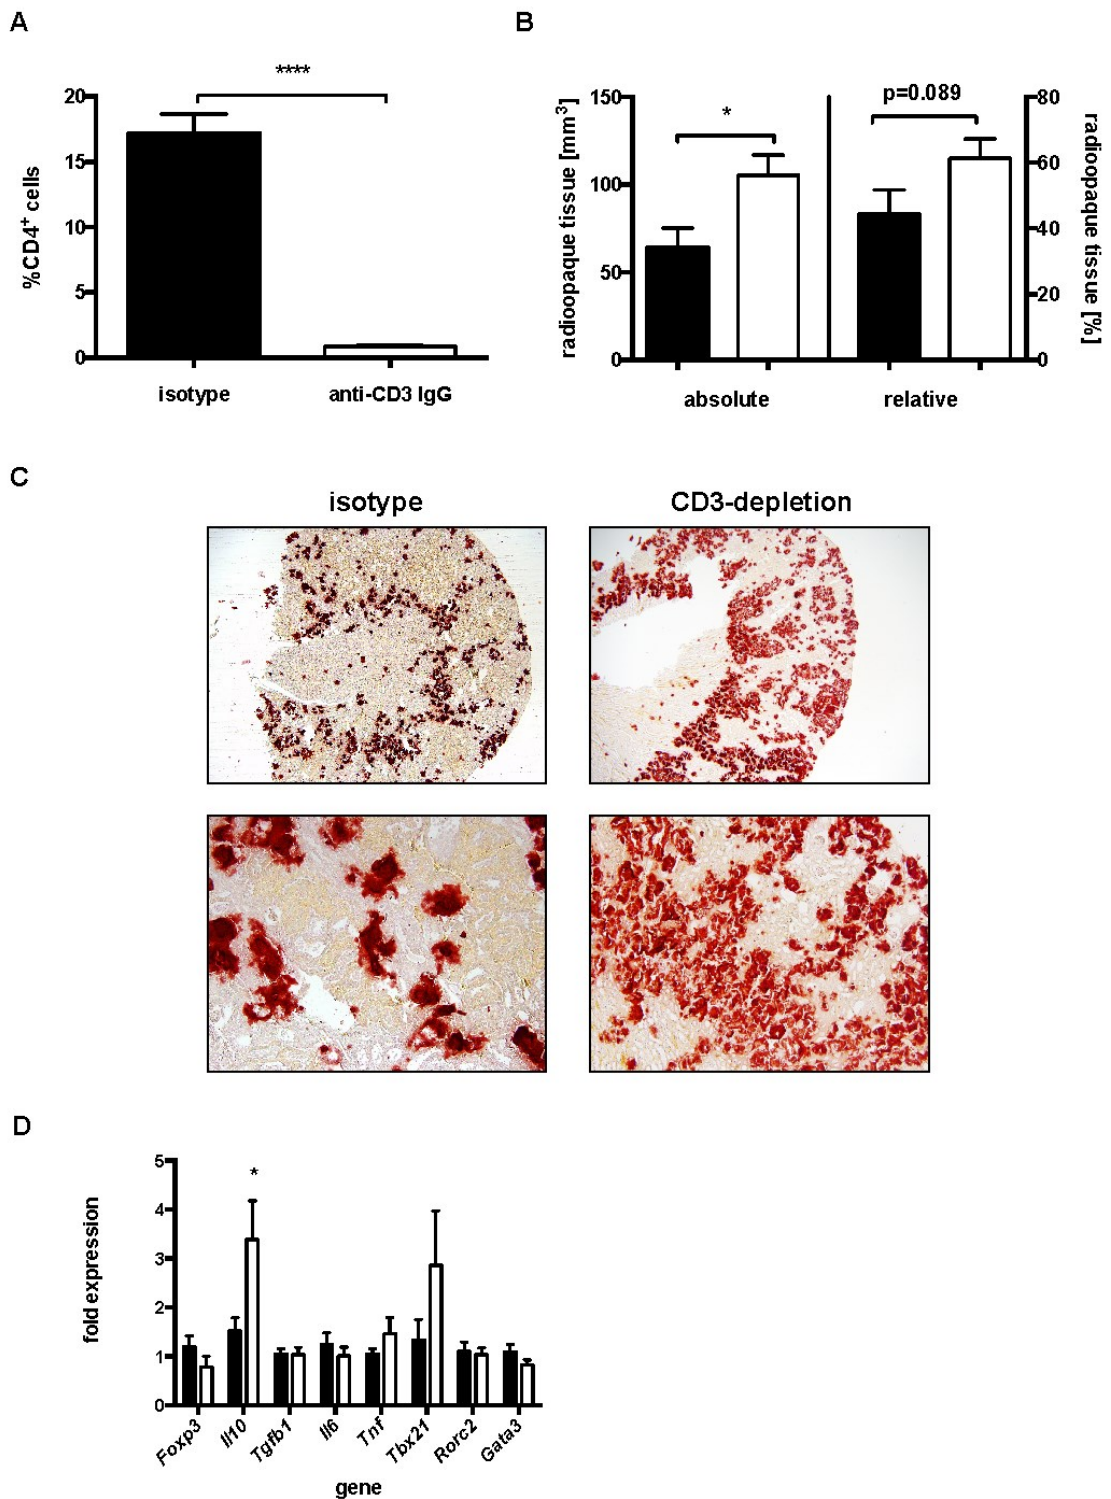 A
B
****
20
15
10
5
0
%CD4+ cells
isotype
anti-CD3 IgG
*
p=0.089
150
100
50
0
radioopaque tissue [mm3]
80
60
40
20
0
radioopaque tissue [%]
absolute
relative
C
isotype
CD3-depletion
D
*
5
4
3
2
1
0
fold expression
Foxp3
Il10
Tgfb1
Il6
Tnf
Tbx21
Rorc2
Gata3
gene